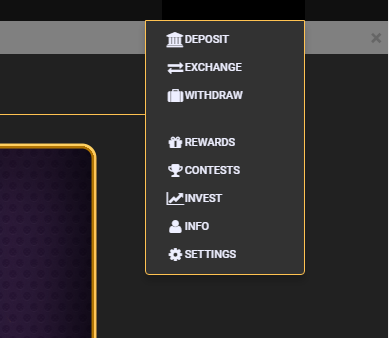 DEPOSIT
EXCHANGE
WITHDRAW
REWARDS
CONTESTS
INVEST
INFO
SETTINGS